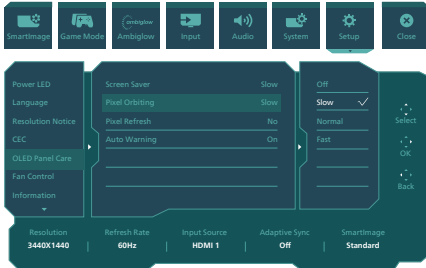 SmartImage
Game Mode
ambiglow
Ambiglow
Input
Audio
System
Setup
Close
Power LED
Language
Resolution Notice
CEC
OLED Panel Care
Fan Control
Information
Screen Saver Slow
Pixel Orbiting Slow
Pixel Refresh No
Auto Warning On
Off
Slow
Normal
Fast
Select
OK
Back
Resolution Refresh Rate Input Source Adaptive Sync SmartImage
3440X1440 60Hz HDMI 1 Off Standard